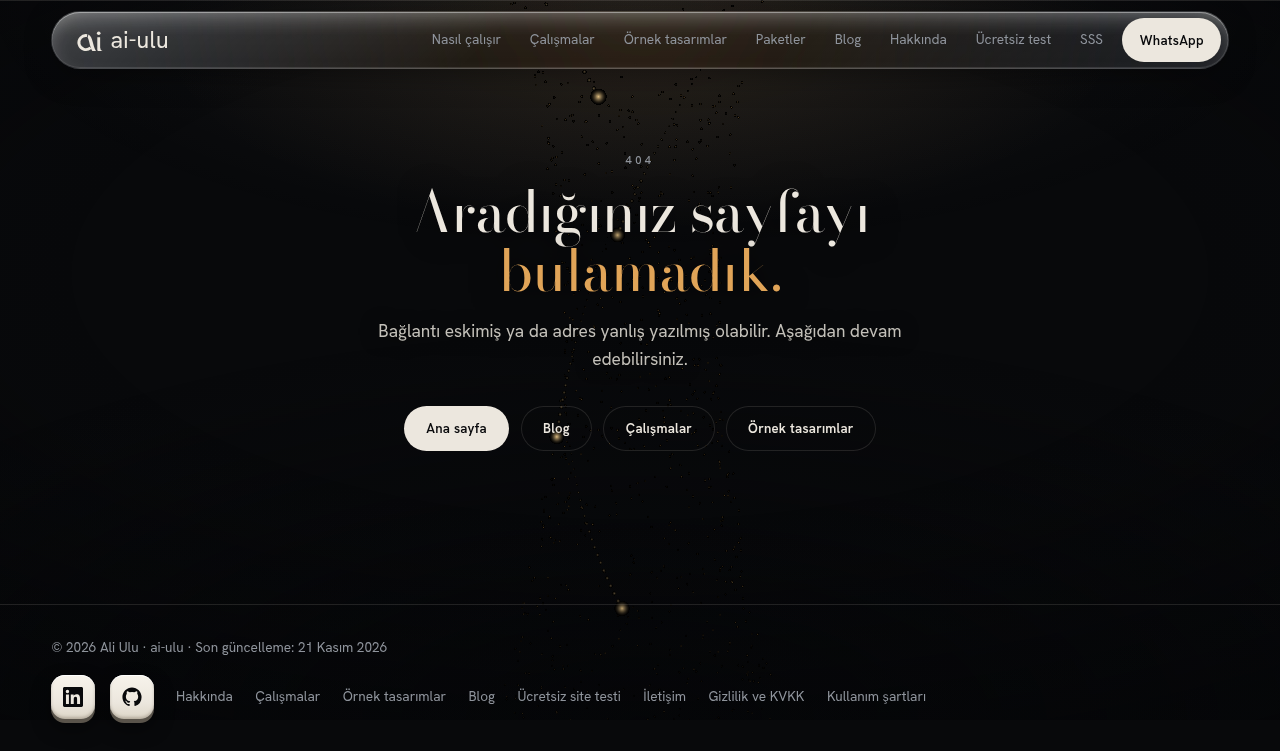 ai ai-ulu
Nasıl çalışır Çalışmalar Örnek tasarımlar Paketler Blog Hakkında Ücretsiz test SSS WhatsApp
404
Aradığınız sayfayı
bulamadık.
Bağlantı eskimiş ya da adres yanlış yazılmış olabilir. Aşağıdan devam
edebilirsiniz.
Ana sayfa Blog Çalışmalar Örnek tasarımlar
© 2026 Ali Ulu · ai-ulu · Son güncelleme: 21 Kasım 2026
in Hakkında Çalışmalar Örnek tasarımlar Blog Ücretsiz site testi İletişim Gizlilik ve KVKK Kullanım şartları